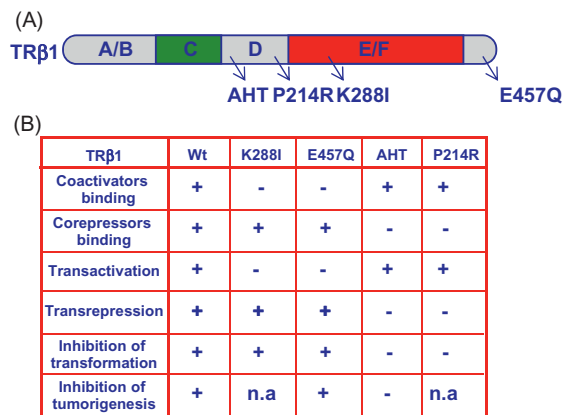 (A)
TRβ1 A/B C D E/F
AHT P214R K288I E457Q
(B)
TRβ1 Wt K288I E457Q AHT P214R
Coactivators
binding + - - + +
Corepressors
binding + + + - -
Transactivation + - - + +
Transrepression + + + - -
Inhibition of
transformation + + + - -
Inhibition of
tumorigenesis + n.a + - n.a